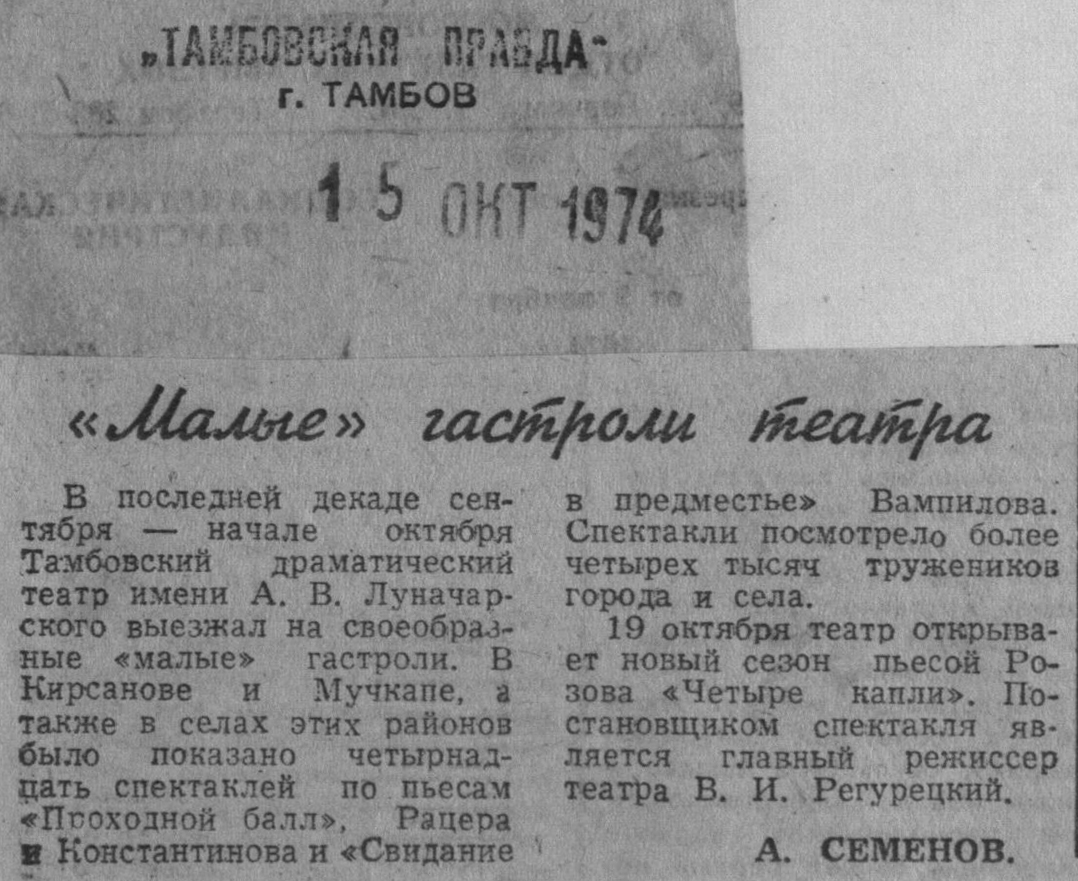 „ТАМБОВСКАЯ ПРАВДА“
г. ТАМБОВ
15 ОКТ 1974
«Малые» гастроли театра
В последней декаде сен-
тября — начале октября
Тамбовский драматический
театр имени А. В. Луначар-
ского выезжал на своеобраз-
ные «малые» гастроли. В
Кирсанове и Мучкапе, а
также в селах этих районов
было показано четырнад-
цать спектаклей по пьесам
«Проходной балл», Рацера
и Константинова и «Свидание
в предместье» Вампилова.
Спектакли посмотрело более
четырех тысяч тружеников
города и села.
19 октября театр открыва-
ет новый сезон пьесой Ро-
зова «Четыре капли». По-
становщиком спектакля яв-
ляется главный режиссер
театра В. И. Регурецкий.
А. СЕМЕНОВ.